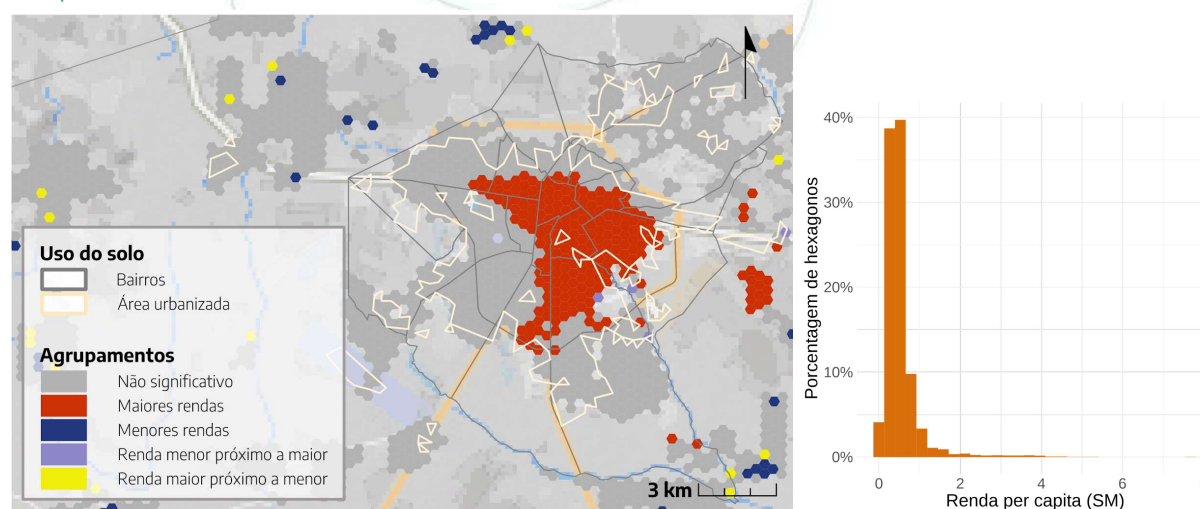 Uso do solo
Bairros
Área urbanizada
Agrupamentos
Não significativo
Maiores rendas
Menores rendas
Renda menor próximo a maior
Renda maior próximo a menor
3 km
Porcentagem de hexagonos
40%
30%
20%
10%
0%
0 2 4 6
Renda per capita (SM)